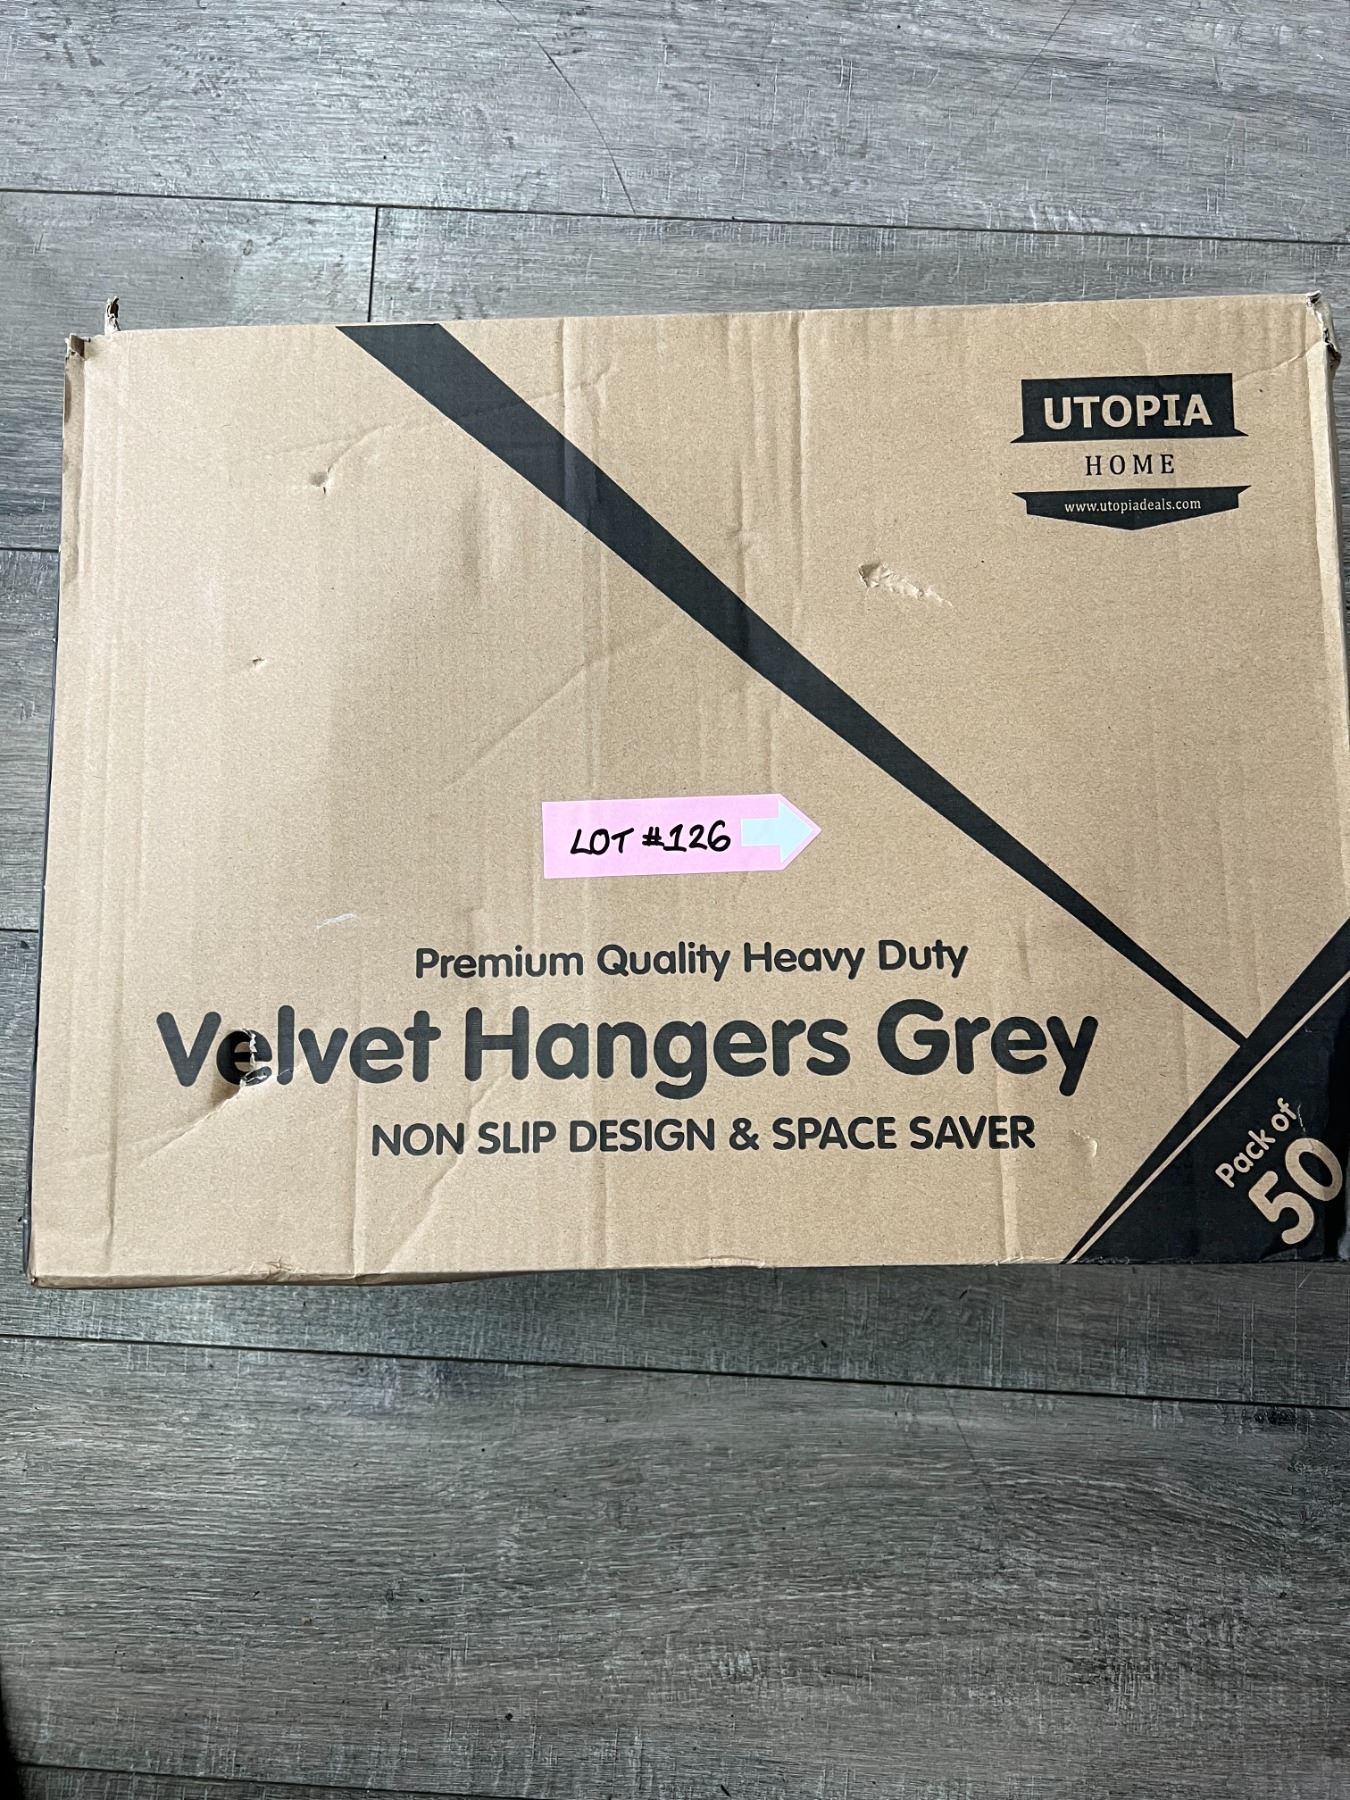 UTOPIA
HOME
www.utopiadeals.com
LOT #126
Premium Quality Heavy Duty
Velvet Hangers Grey
NON SLIP DESIGN & SPACE SAVER
Pack of
50